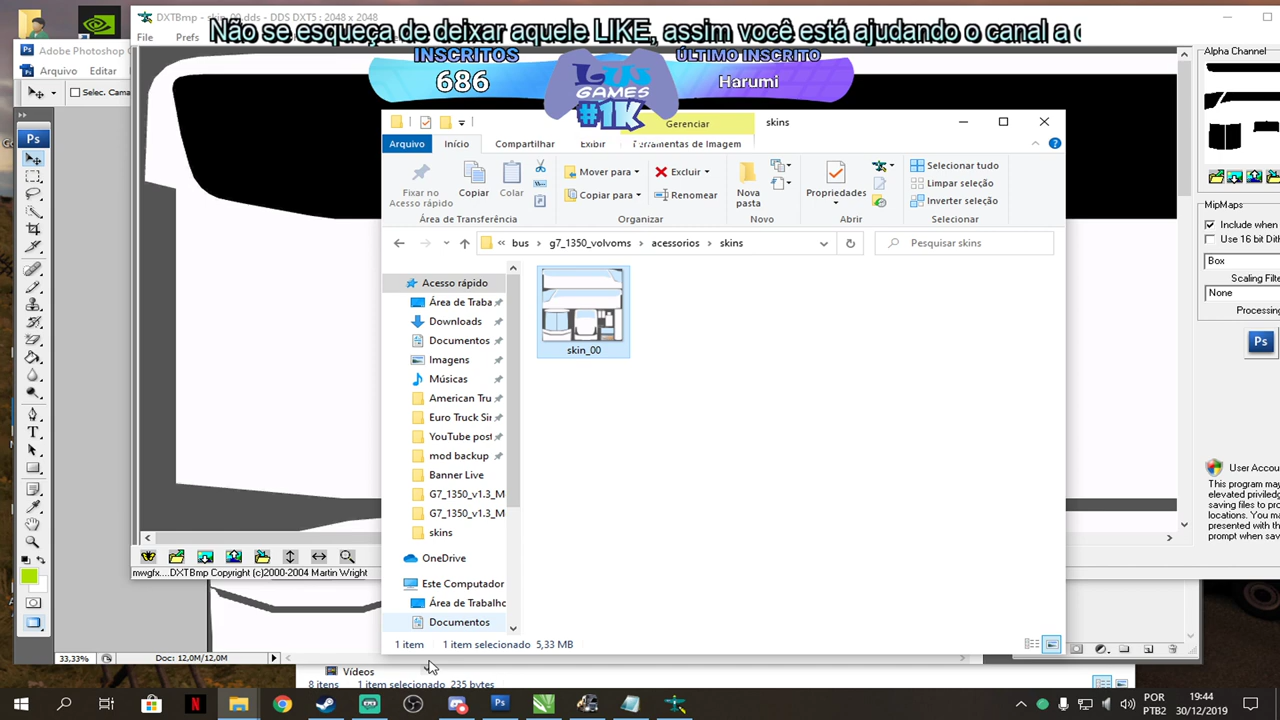 DXTBmp - skin_00.dds - DDS DXT5 : 2048 x 2048
File
Prefs
Não se esqueça de deixar aquele LIKE, assim você está ajudando o canal a
INSCRITOS
686
LUS
GAMES
#1K
ÚLTIMO INSCRITO
Harumi
Adobe Photoshop
Arquivo
Editar
Selec. Cama
Ps
Gerenciar
skins
Arquivo
Início
Compartilhar
Exibir
Ferramentas de Imagem
Fixar no
Acesso rápido
Copiar
Colar
Mover para
Copiar para
Excluir
Renomear
Nova
pasta
Propriedades
Selecionar tudo
Limpar seleção
Inverter seleção
Área de Transferência
Organizar
Novo
Abrir
Selecionar
bus
g7_1350_volvoms
acessorios
skins
Pesquisar skins
Acesso rápido
Área de Traba
Downloads
Documentos
Imagens
Músicas
American Tru
Euro Truck Sir
YouTube post
mod backup
Banner Live
G7_1350_v1.3_M
G7_1350_v1.3_M
skins
OneDrive
Este Computador
Área de Trabalho
Documentos
skin_00
1 item
1 item selecionado 5,33 MB
Alpha Channel
MipMaps
Include when
Use 16 bit Dith
Box
Scaling Filte
None
Processing
Ps
User Accou
This program may
elevated priviledg
saving files to pro
locations. You ma
presented with th
prompt when sav
mwgfx....DXTBmp Copyright (c)2000-2004 Martin Wright
33,33%
Doc: 12,0M/12,0M
Vídeos
8 itens
1 item selecionado 235 bytes
POR
PTB2
19:44
30/12/2019